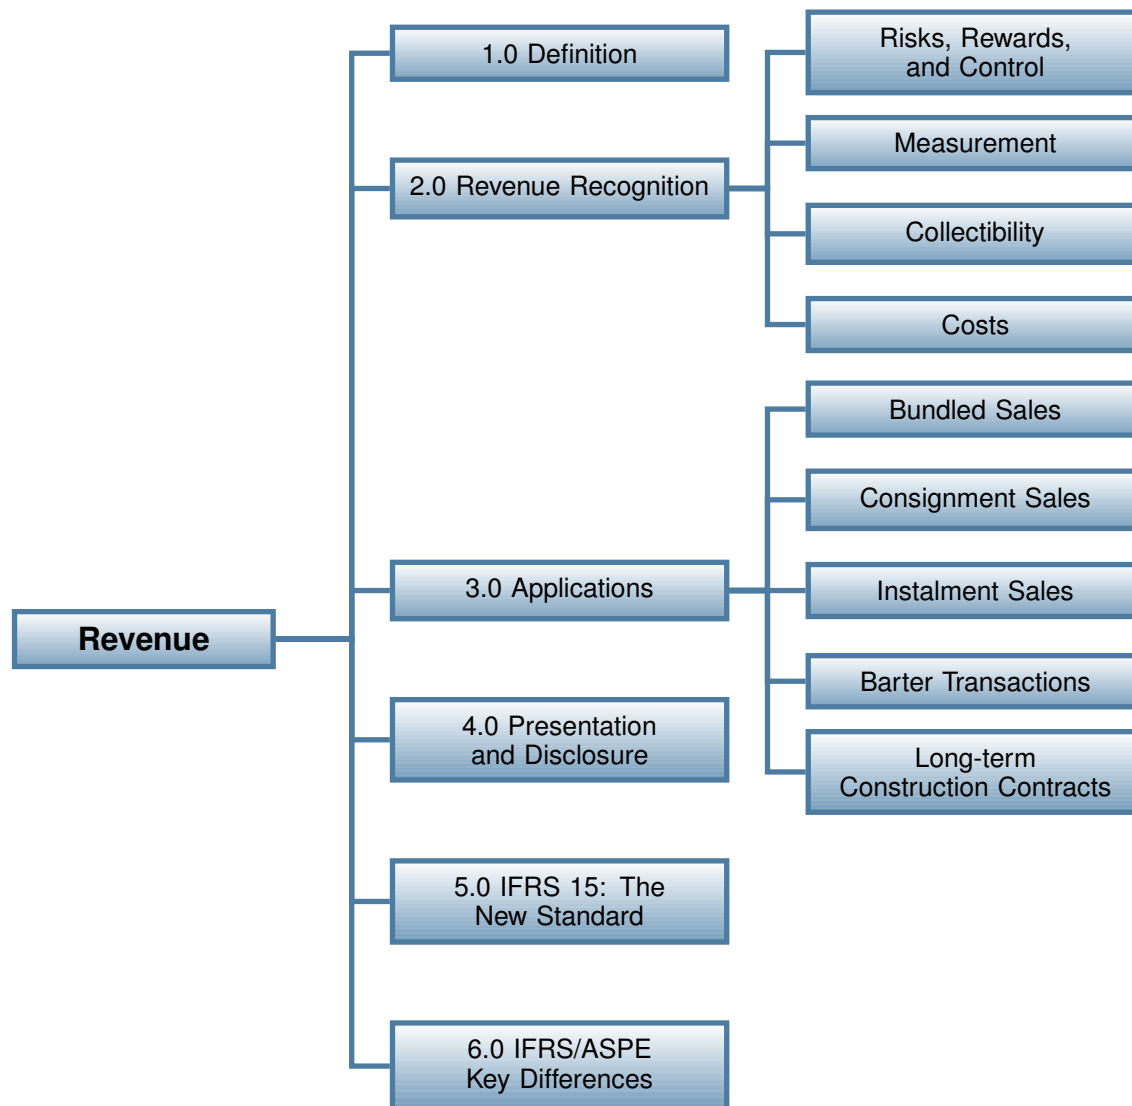 Revenue
1.0 Definition
2.0 Revenue Recognition
Risks, Rewards,
and Control
Measurement
Collectibility
Costs
3.0 Applications
Bundled Sales
Consignment Sales
Instalment Sales
Barter Transactions
Long-term
Construction Contracts
4.0 Presentation
and Disclosure
5.0 IFRS 15: The
New Standard
6.0 IFRS/ASPE
Key Differences